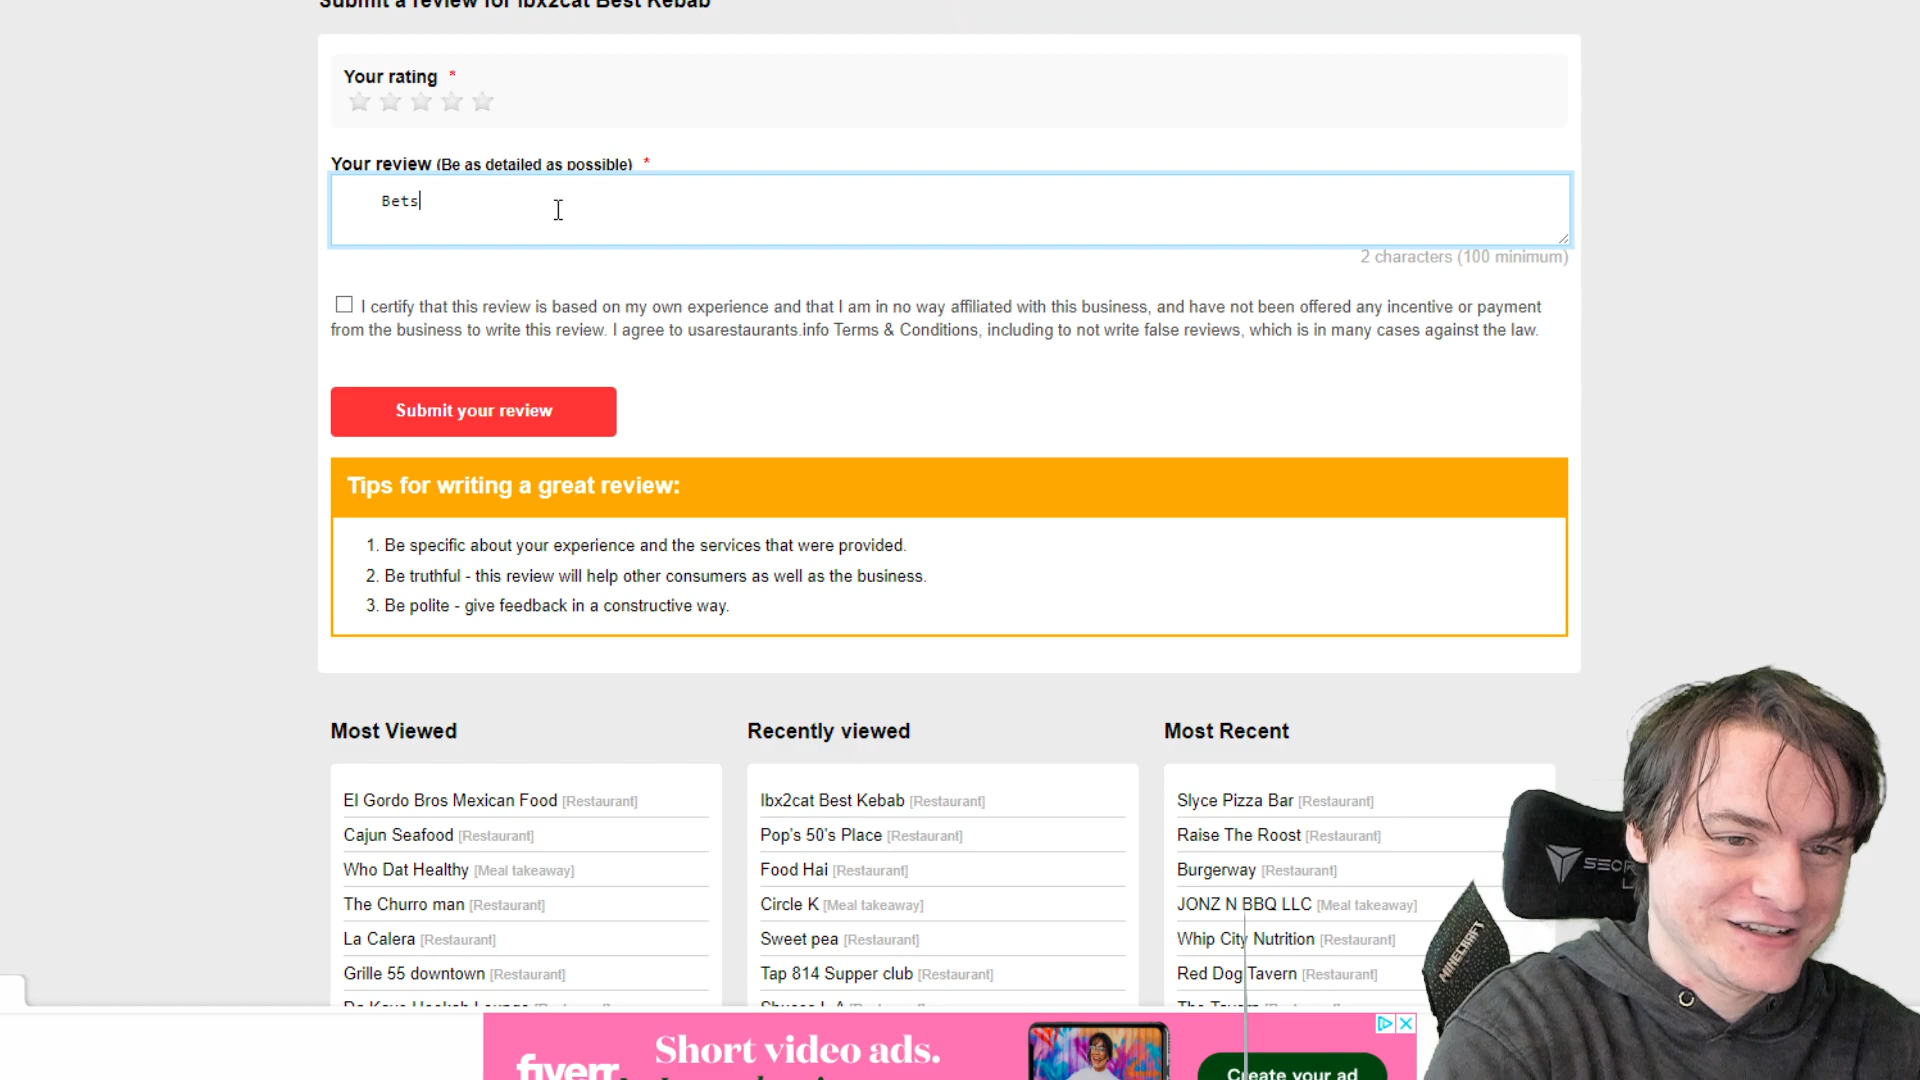 Submit a review for Ibx2cat Best Kebab
Your rating *
Your review (Be as detailed as possible) *
Bets
2 characters (100 minimum)
I certify that this review is based on my own experience and that I am in no way affiliated with this business, and have not been offered any incentive or payment
from the business to write this review. I agree to usarestaurants.info Terms & Conditions, including to not write false reviews, which is in many cases against the law.
Submit your review
Tips for writing a great review:
1. Be specific about your experience and the services that were provided.
2. Be truthful - this review will help other consumers as well as the business.
3. Be polite - give feedback in a constructive way.
Most Viewed
El Gordo Bros Mexican Food [Restaurant]
Cajun Seafood [Restaurant]
Who Dat Healthy [Meal takeaway]
The Churro man [Restaurant]
La Calera [Restaurant]
Grille 55 downtown [Restaurant]
Recently viewed
Ibx2cat Best Kebab [Restaurant]
Pop's 50's Place [Restaurant]
Food Hai [Restaurant]
Circle K [Meal takeaway]
Sweet pea [Restaurant]
Tap 814 Supper club [Restaurant]
Most Recent
Slyce Pizza Bar [Restaurant]
Raise The Roost [Restaurant]
Burgerway [Restaurant]
JONZ N BBQ LLC [Meal takeaway]
Whip City Nutrition [Restaurant]
Red Dog Tavern [Restaurant]
MINECRAFT
fiverr.
Short video ads.
Create your ad